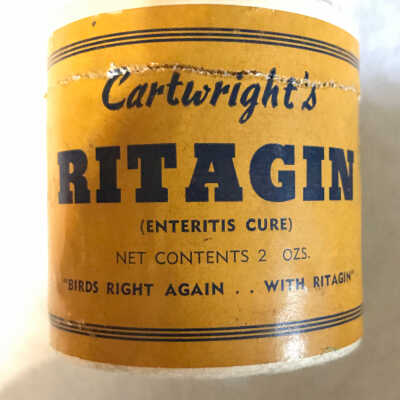 Cartwright's
RITAGIN
(ENTERITIS CURE)
NET CONTENTS 2 OZS.
"BIRDS RIGHT AGAIN . . WITH RITAGIN"